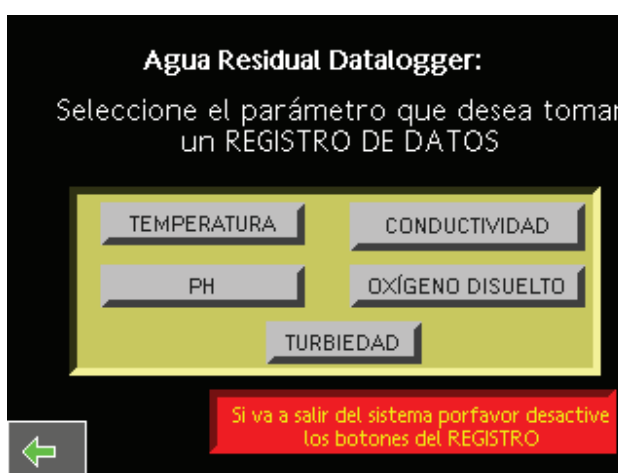 Agua Residual Datalogger:
Seleccione el parámetro que desea tomar
un REGISTRO DE DATOS
TEMPERATURA
CONDUCTIVIDAD
PH
OXÍGENO DISUELTO
TURBIEDAD
Si va a salir del sistema porfavor desactive
los botones del REGISTRO